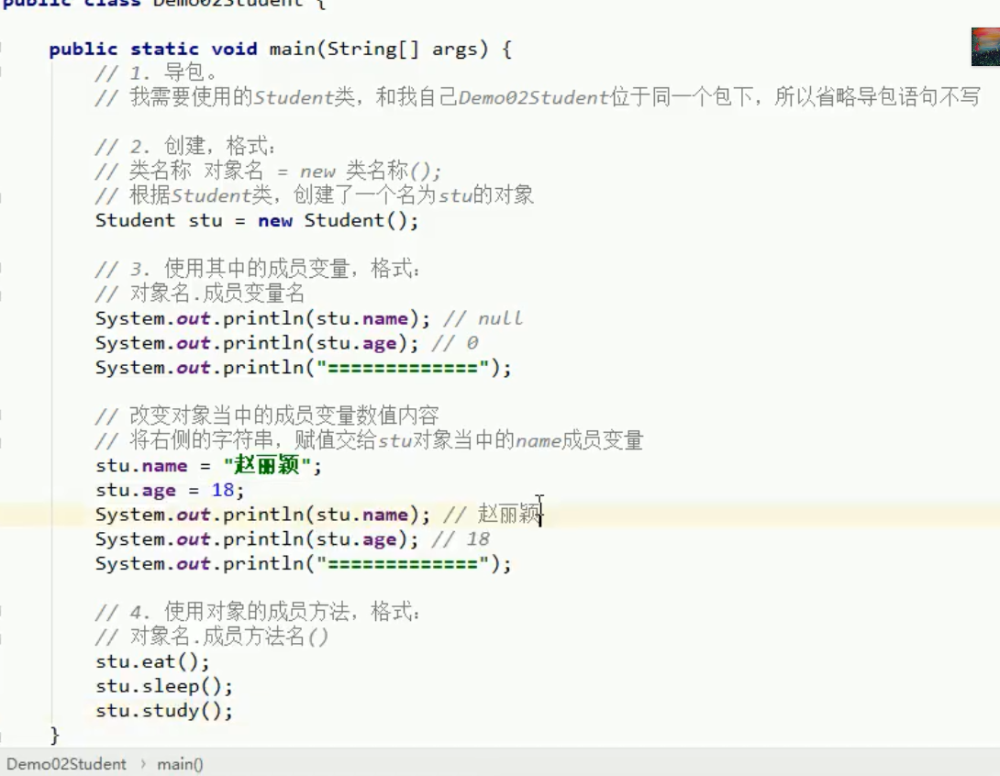 public class Demo02Student {
public static void main(String[] args) {
// 1. 导包。
// 我需要使用的Student类，和我自己Demo02Student位于同一个包下，所以省略导包语句不写
// 2. 创建，格式：
// 类名称 对象名 = new 类名称();
// 根据Student类，创建了一个名为stu的对象
Student stu = new Student();
// 3. 使用其中的成员变量，格式：
// 对象名.成员变量名
System.out.println(stu.name); // null
System.out.println(stu.age); // 0
System.out.println("=============");
// 改变对象当中的成员变量数值内容
// 将右侧的字符串，赋值交给stu对象当中的name成员变量
stu.name = "赵丽颖";
stu.age = 18;
System.out.println(stu.name); // 赵丽颖
System.out.println(stu.age); // 18
System.out.println("=============");
// 4. 使用对象的成员方法，格式：
// 对象名.成员方法名()
stu.eat();
stu.sleep();
stu.study();
}
Demo02Student › main()